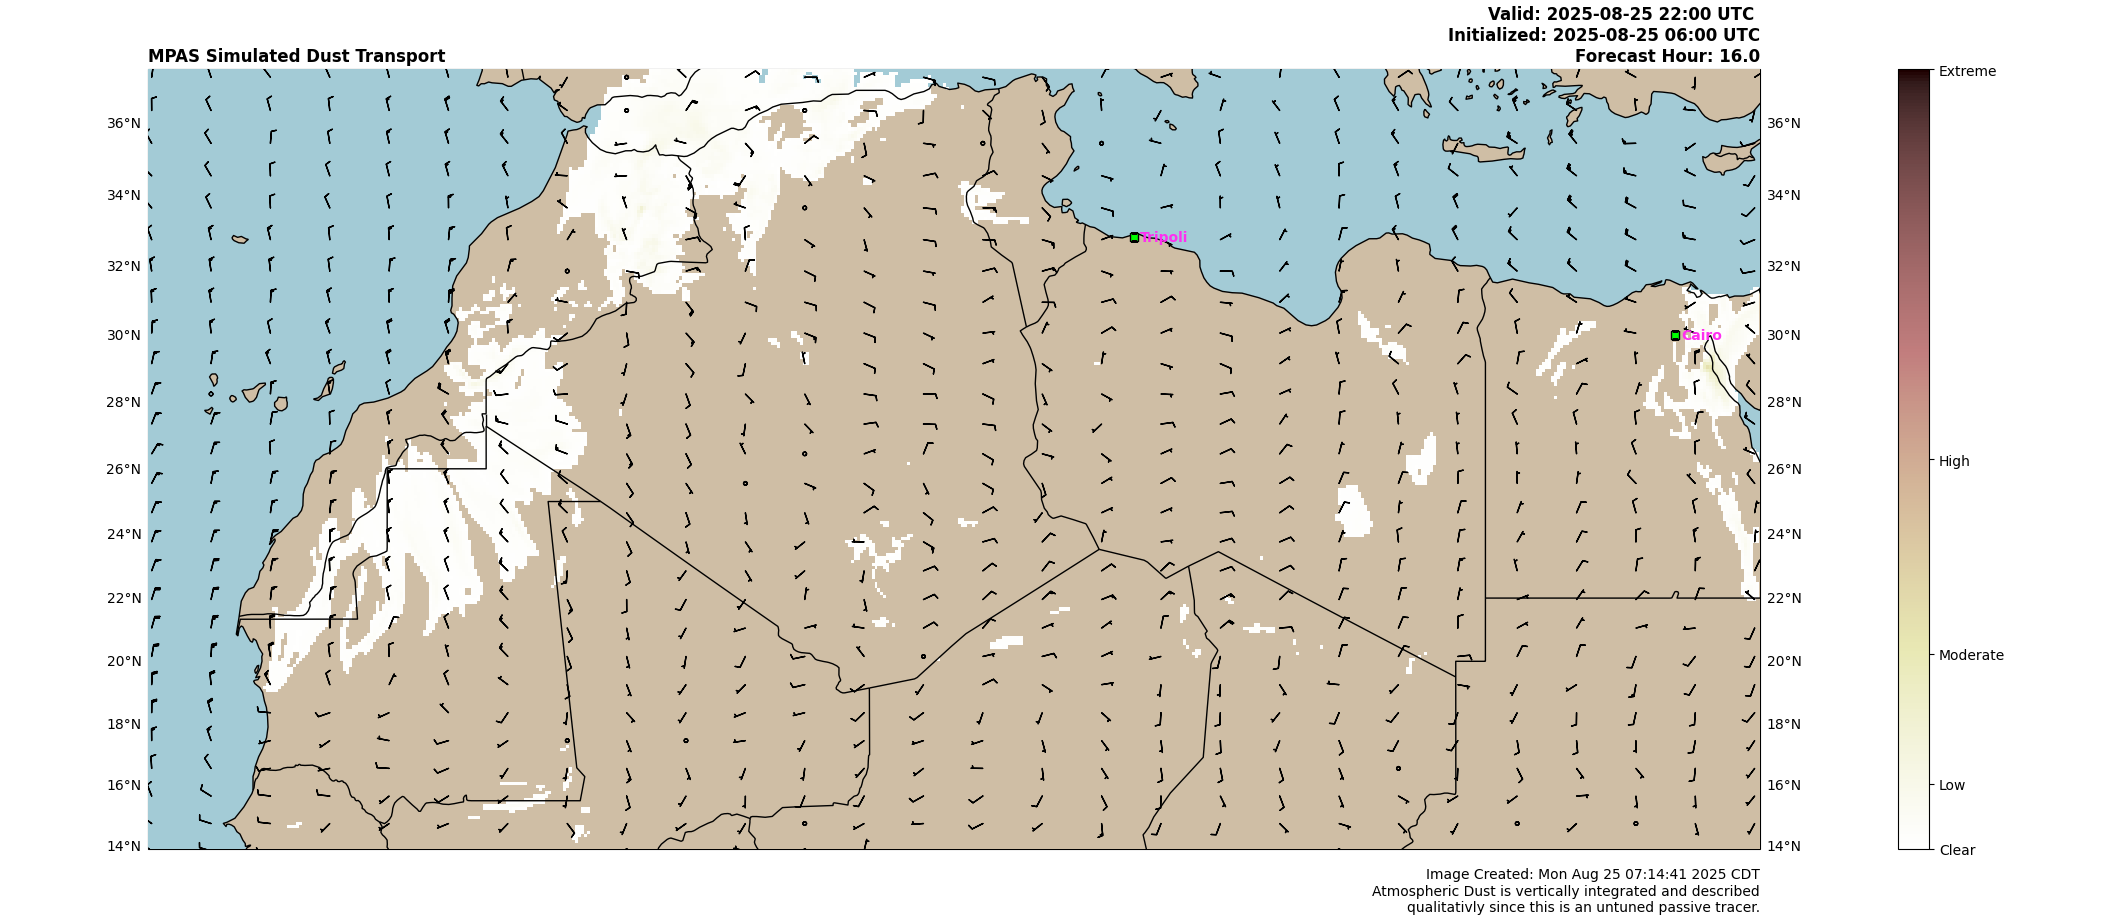 Valid: 2025-08-25 22:00 UTC
Initialized: 2025-08-25 06:00 UTC
MPAS Simulated Dust Transport
Forecast Hour: 16.0
Extreme
36°N
36°N
34°N
34°N
Tripoli
32°N
32°N
30°N
Cairo
30°N
28°N
28°N
26°N
26°N
High
24°N
24°N
22°N
22°N
20°N
20°N
Moderate
18°N
18°N
16°N
16°N
Low
14°N
14°N
Clear
Image Created: Mon Aug 25 07:14:41 2025 CDT
Atmospheric Dust is vertically integrated and described
qualitativly since this is an untuned passive tracer.